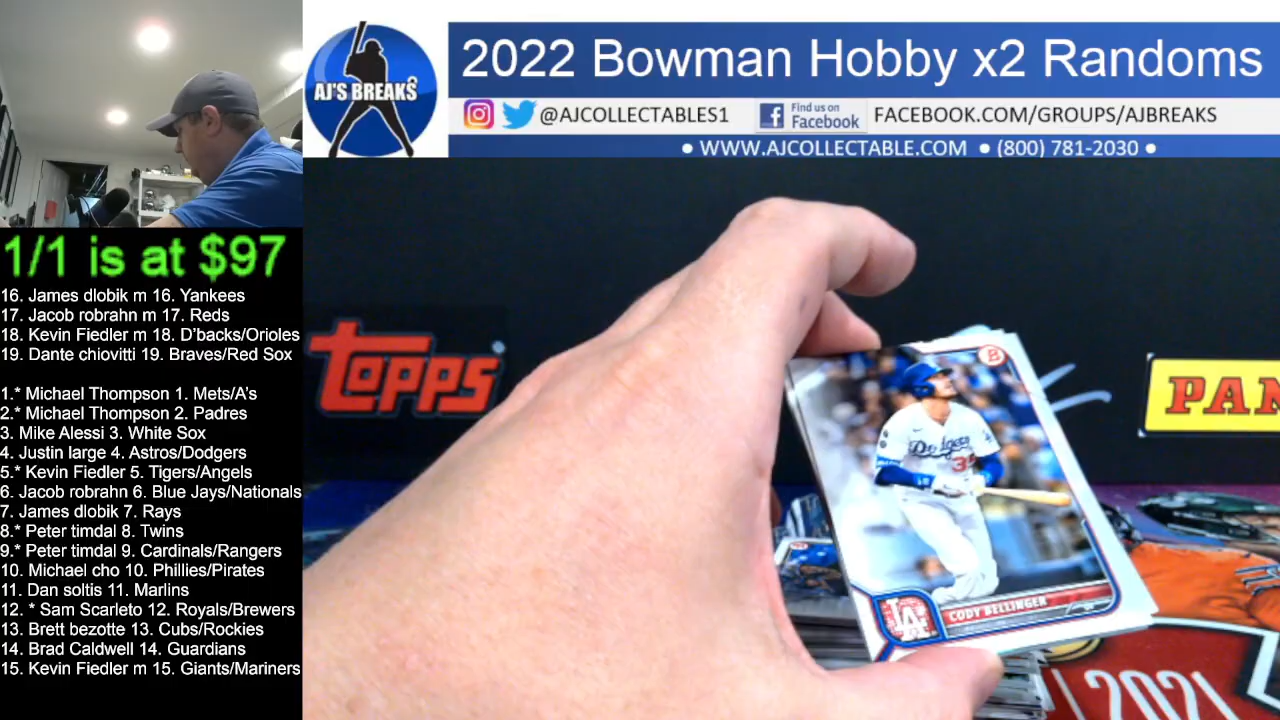 AJ'S BREAKS
2022 Bowman Hobby x2 Randoms
@AJCOLLECTABLES1
Find us on
Facebook
FACEBOOK.COM/GROUPS/AJBREAKS
● WWW.AJCOLLECTABLE.COM ● (800) 781-2030 ●
1/1 is at $97
16. James dlobik m 16. Yankees
17. Jacob robrahn m 17. Reds
18. Kevin Fiedler m 18. D'backs/Orioles
19. Dante chiovitti 19. Braves/Red Sox
1.* Michael Thompson 1. Mets/A's
2.* Michael Thompson 2. Padres
3. Mike Alessi 3. White Sox
4. Justin large 4. Astros/Dodgers
5.* Kevin Fiedler 5. Tigers/Angels
6. Jacob robrahn 6. Blue Jays/Nationals
7. James dlobik 7. Rays
8.* Peter timdal 8. Twins
9.* Peter timdal 9. Cardinals/Rangers
10. Michael cho 10. Phillies/Pirates
11. Dan soltis 11. Marlins
12. * Sam Scarleto 12. Royals/Brewers
13. Brett bezotte 13. Cubs/Rockies
14. Brad Caldwell 14. Guardians
15. Kevin Fiedler m 15. Giants/Mariners
TOPPS
PAN
B
Dodgers
35
LA
CODY BELLINGER
2021